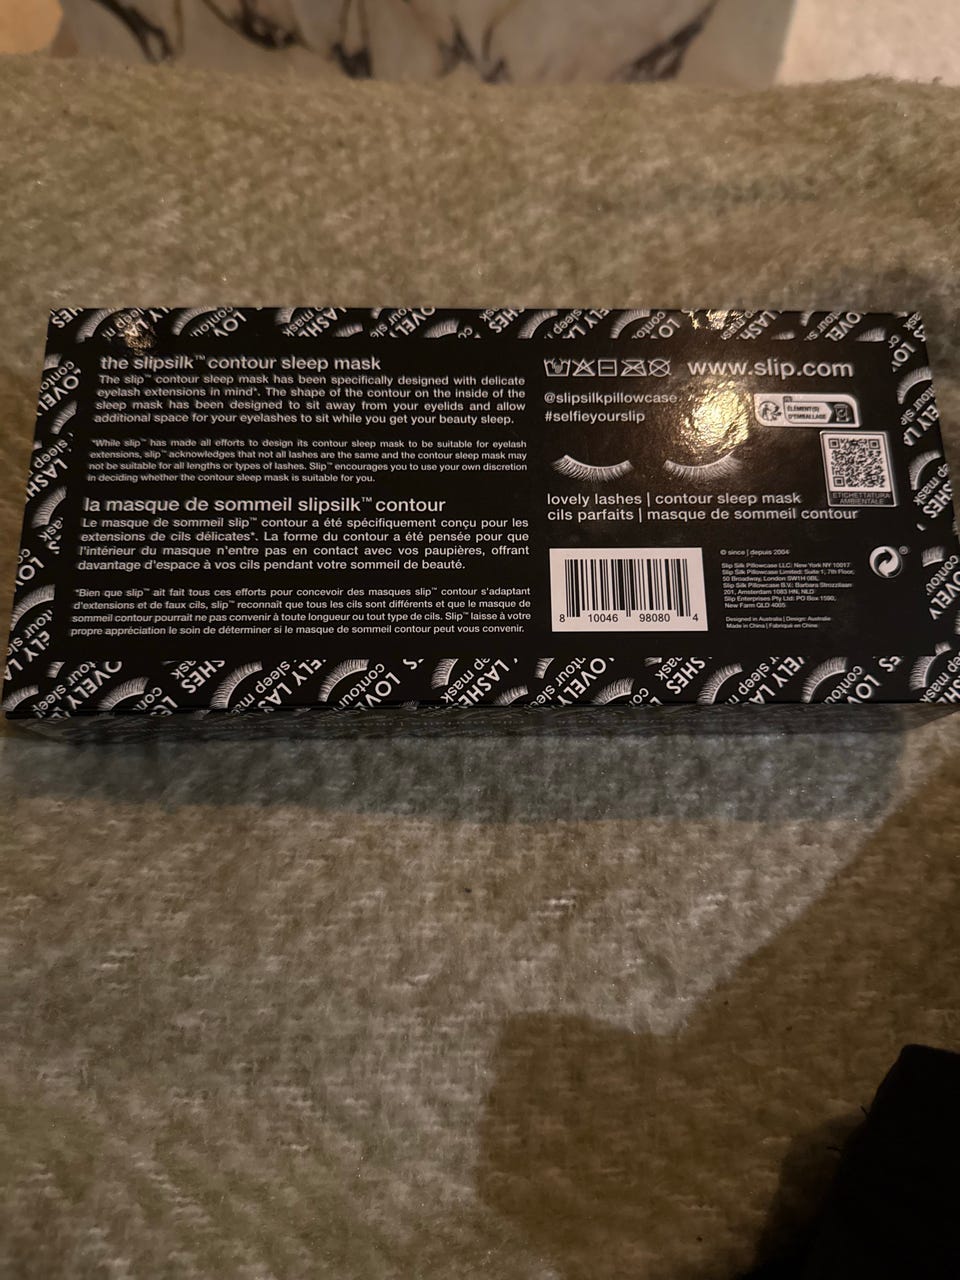 the slipsilk™ contour sleep mask
The slip™ contour sleep mask has been specifically designed with delicate
eyelash extensions in mind*. The shape of the contour on the inside of the
sleep mask has been designed to sit away from your eyelids and allow
additional space for your eyelashes to sit while you get your beauty sleep.
*While slip™ has made all efforts to design its contour sleep mask to be suitable for eyelash
extensions, slip™ acknowledges that not all lashes are the same and the contour sleep mask may
not be suitable for all lengths or types of lashes. Slip™ encourages you to use your own discretion
in deciding whether the contour sleep mask is suitable for you.
la masque de sommeil slipsilk™ contour
Le masque de sommeil slip™ contour a été spécifiquement conçu pour les
extensions de cils délicates*. La forme du contour a été pensée pour que
l'intérieur du masque n'entre pas en contact avec vos paupières, offrant
davantage d'espace à vos cils pendant votre sommeil de beauté.
*Bien que slip™ ait fait tous ces efforts pour concevoir des masques slip™ contour s'adaptant
d'extensions et de faux cils, slip™ reconnaît que tous les cils sont différents et que le masque de
sommeil contour pourrait ne pas convenir à toute longueur ou tout type de cils. Slip™ laisse à votre
propre appréciation le soin de déterminer si le masque de sommeil contour peut vous convenir.
www.slip.com
@slipsilkpillowcase
#selfieyourslip
ÉLÉMENT(S)
D'EMBALLAGE
ETICHETTATURA
AMBIENTALE
lovely lashes | contour sleep mask
cils parfaits | masque de sommeil contour
8 10046 98080 4
© since | depuis 2004
Slip Silk Pillowcase LLC: New York NY 10017
Slip Silk Pillowcase Limited: Suite 1, 7th Floor,
50 Broadway, London SW1H 0BL
Slip Silk Pillowcase B.V.: Barbara Strozzilaan
201, Amsterdam 1083 HN, NLD
Slip Enterprises Pty Ltd: PO Box 1590,
New Farm QLD 4005
Designed in Australia | Design: Australie
Made in China | Fabriqué en Chine